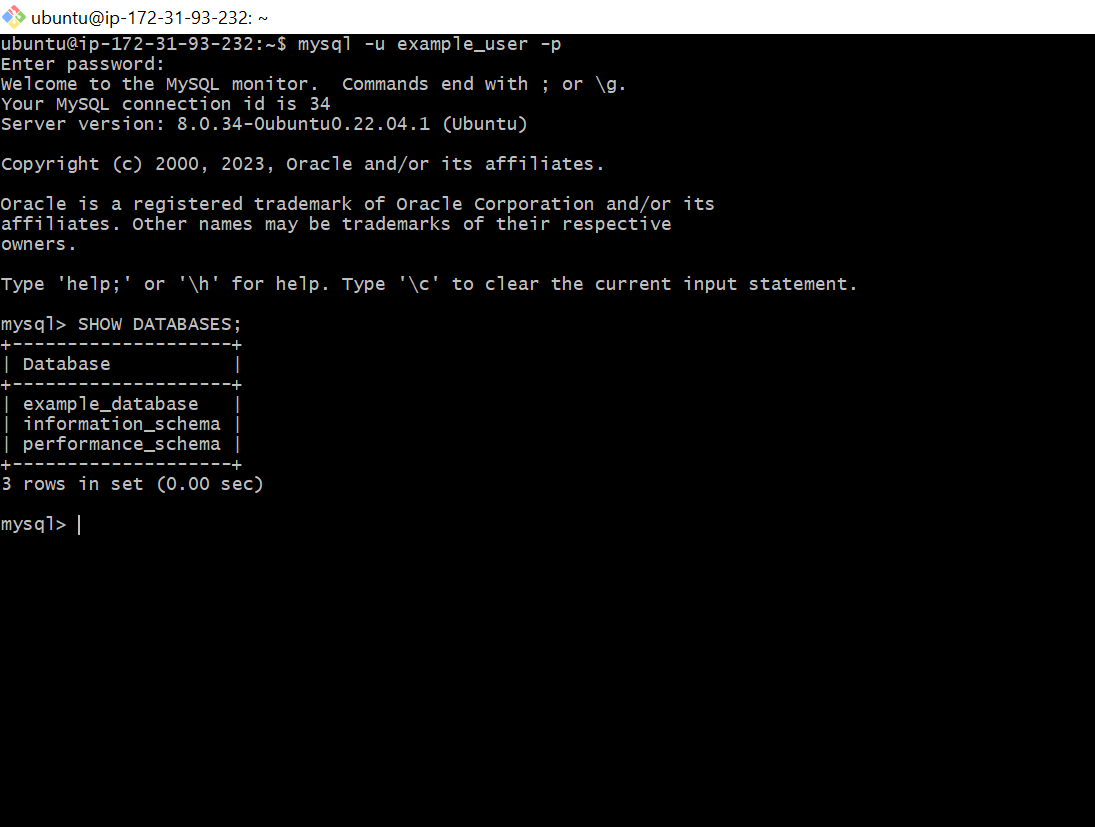 ubuntu@ip-172-31-93-232: ~
ubuntu@ip-172-31-93-232:~$ mysql -u example_user -p
Enter password:
Welcome to the MySQL monitor.  Commands end with ; or \g.
Your MySQL connection id is 34
Server version: 8.0.34-0ubuntu0.22.04.1 (Ubuntu)

Copyright (c) 2000, 2023, Oracle and/or its affiliates.

Oracle is a registered trademark of Oracle Corporation and/or its
affiliates. Other names may be trademarks of their respective
owners.

Type 'help;' or '\h' for help. Type '\c' to clear the current input statement.

mysql> SHOW DATABASES;
+--------------------+
| Database           |
+--------------------+
| example_database   |
| information_schema |
| performance_schema |
+--------------------+
3 rows in set (0.00 sec)

mysql>